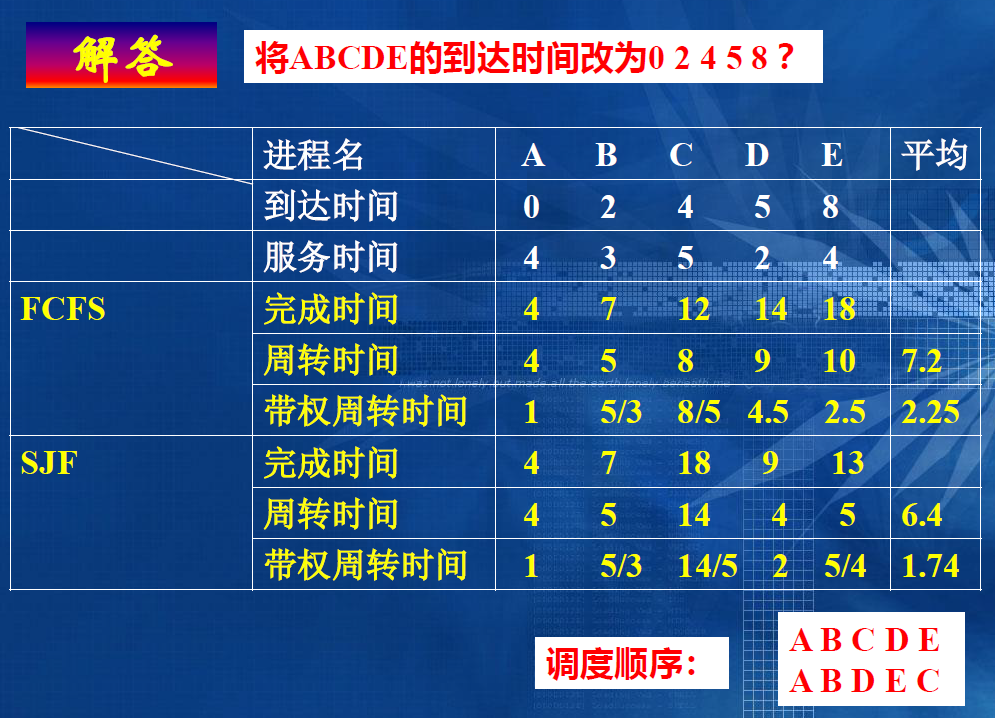 解答
将ABCDE的到达时间改为0 2 4 5 8？
进程名 A B C D E 平均
到达时间 0 2 4 5 8
服务时间 4 3 5 2 4
FCFS 完成时间 4 7 12 14 18
周转时间 4 5 8 9 10 7.2
I was not lonely but made all the earth lonely beneath me
带权周转时间 1 5/3 8/5 4.5 2.5 2.25
SJF 完成时间 4 7 18 9 13
周转时间 4 5 14 4 5 6.4
带权周转时间 1 5/3 14/5 2 5/4 1.74
调度顺序：
A B C D E
A B D E C